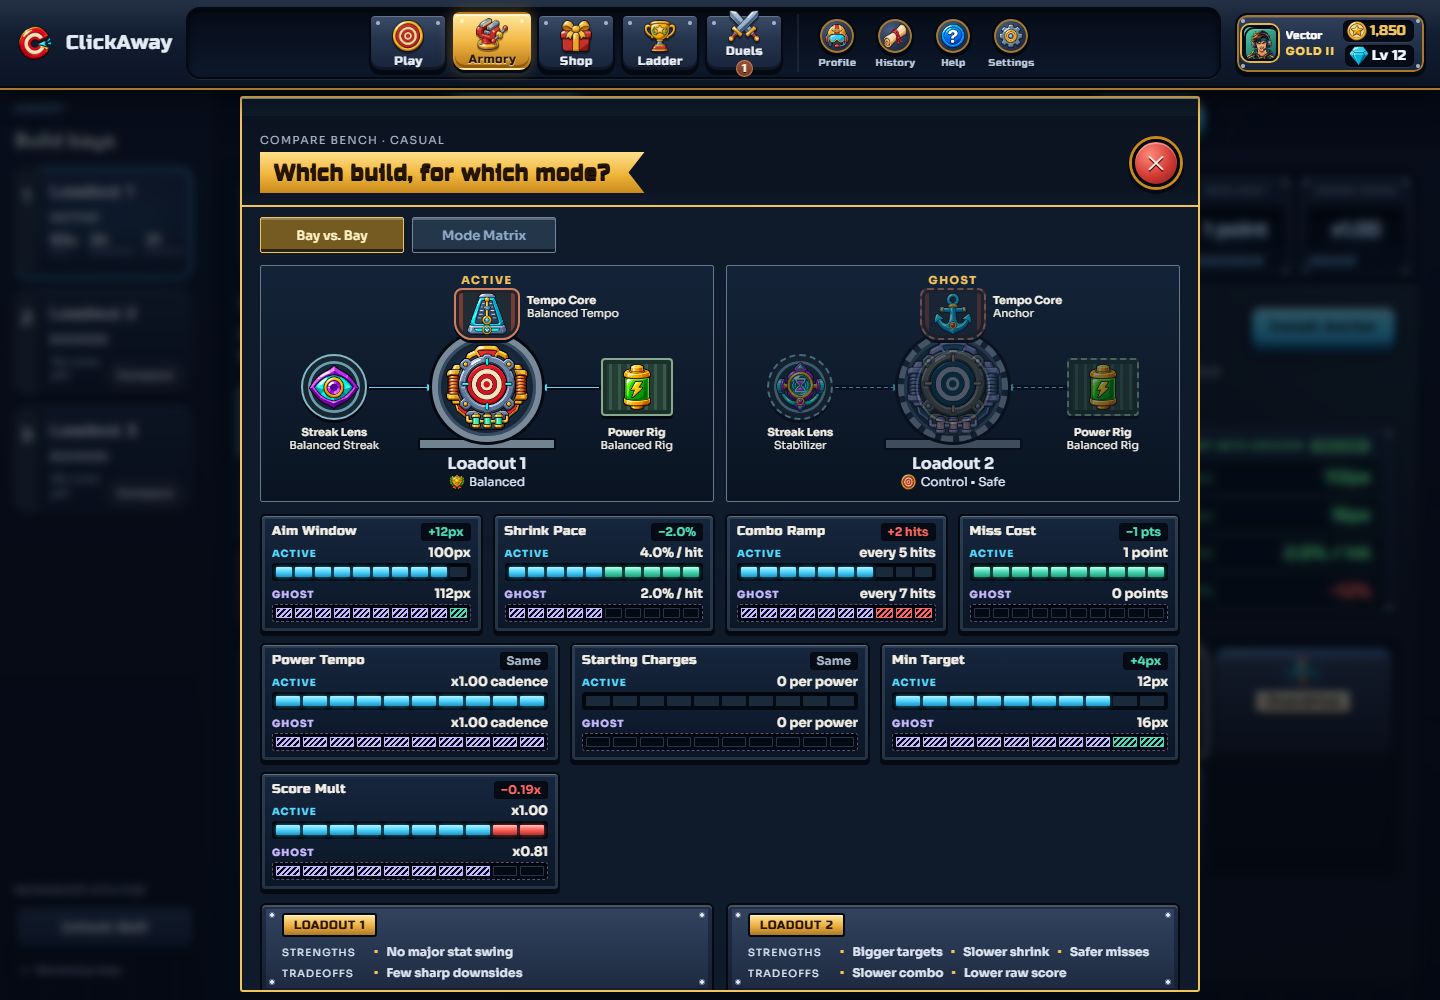 ClickAway
Play
Armory
Shop
Ladder
Duels
1
Profile
History
Help
Settings
Vector
GOLD II
1,850
Lv 12
COMPARE BENCH · CASUAL
Which build, for which mode?
Bay vs. Bay
Mode Matrix
ACTIVE
Tempo Core
Balanced Tempo
Streak Lens
Balanced Streak
Power Rig
Balanced Rig
Loadout 1
Balanced
GHOST
Tempo Core
Anchor
Streak Lens
Stabilizer
Power Rig
Balanced Rig
Loadout 2
Control • Safe
Aim Window +12px
ACTIVE 100px
GHOST 112px
Shrink Pace −2.0%
ACTIVE 4.0% / hit
GHOST 2.0% / hit
Combo Ramp +2 hits
ACTIVE every 5 hits
GHOST every 7 hits
Miss Cost −1 pts
ACTIVE 1 point
GHOST 0 points
Power Tempo Same
ACTIVE x1.00 cadence
GHOST x1.00 cadence
Starting Charges Same
ACTIVE 0 per power
GHOST 0 per power
Min Target +4px
ACTIVE 12px
GHOST 16px
Score Mult −0.19x
ACTIVE x1.00
GHOST x0.81
LOADOUT 1
STRENGTHS • No major stat swing
TRADEOFFS • Few sharp downsides
LOADOUT 2
STRENGTHS • Bigger targets • Slower shrink • Safer misses
TRADEOFFS • Slower combo • Lower raw score